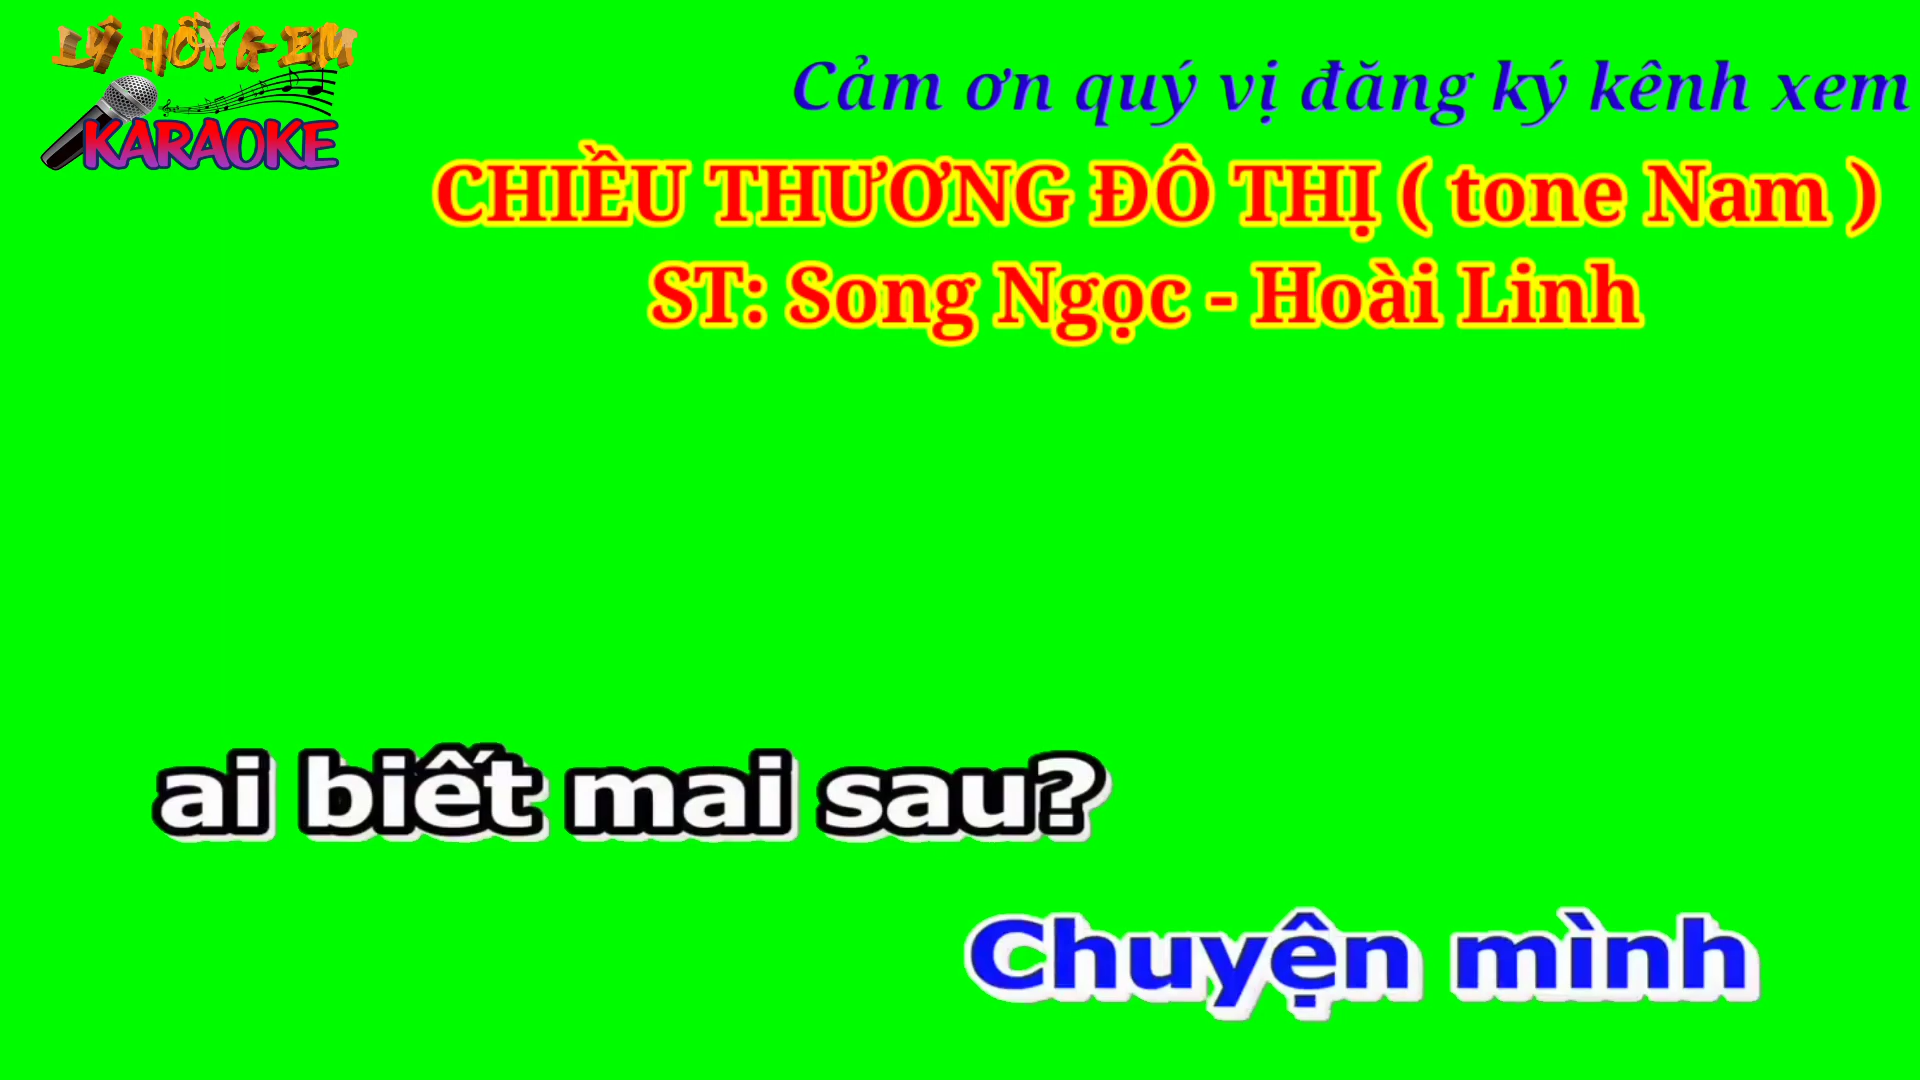 LÝ HỒNG EM
KARAOKE
Cảm ơn quý vị đăng ký kênh xem
CHIỀU THƯƠNG ĐÔ THỊ ( tone Nam )
ST: Song Ngọc - Hoài Linh
ai biết mai sau?
Chuyện mình